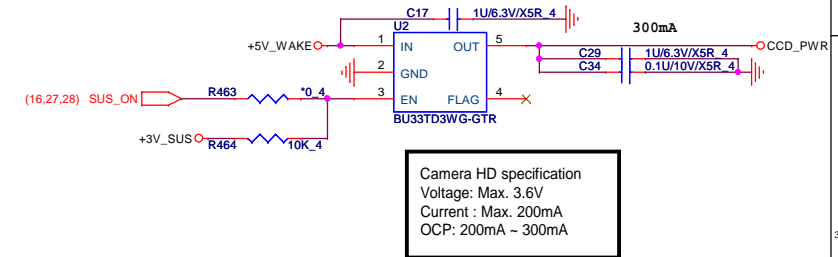 C17 1U/6.3V/X5R_4
U2
300mA
+5V_WAKE 1 IN OUT 5 CCD_PWR
C29 1U/6.3V/X5R_4
2 GND
C34 0.1U/10V/X5R_4
(16,27,28) SUS_ON R463 *0_4 3 EN FLAG 4
BU33TD3WG-GTR
+3V_SUS R464 10K_4
Camera HD specification
Voltage: Max. 3.6V
Current : Max. 200mA
OCP: 200mA ~ 300mA
3